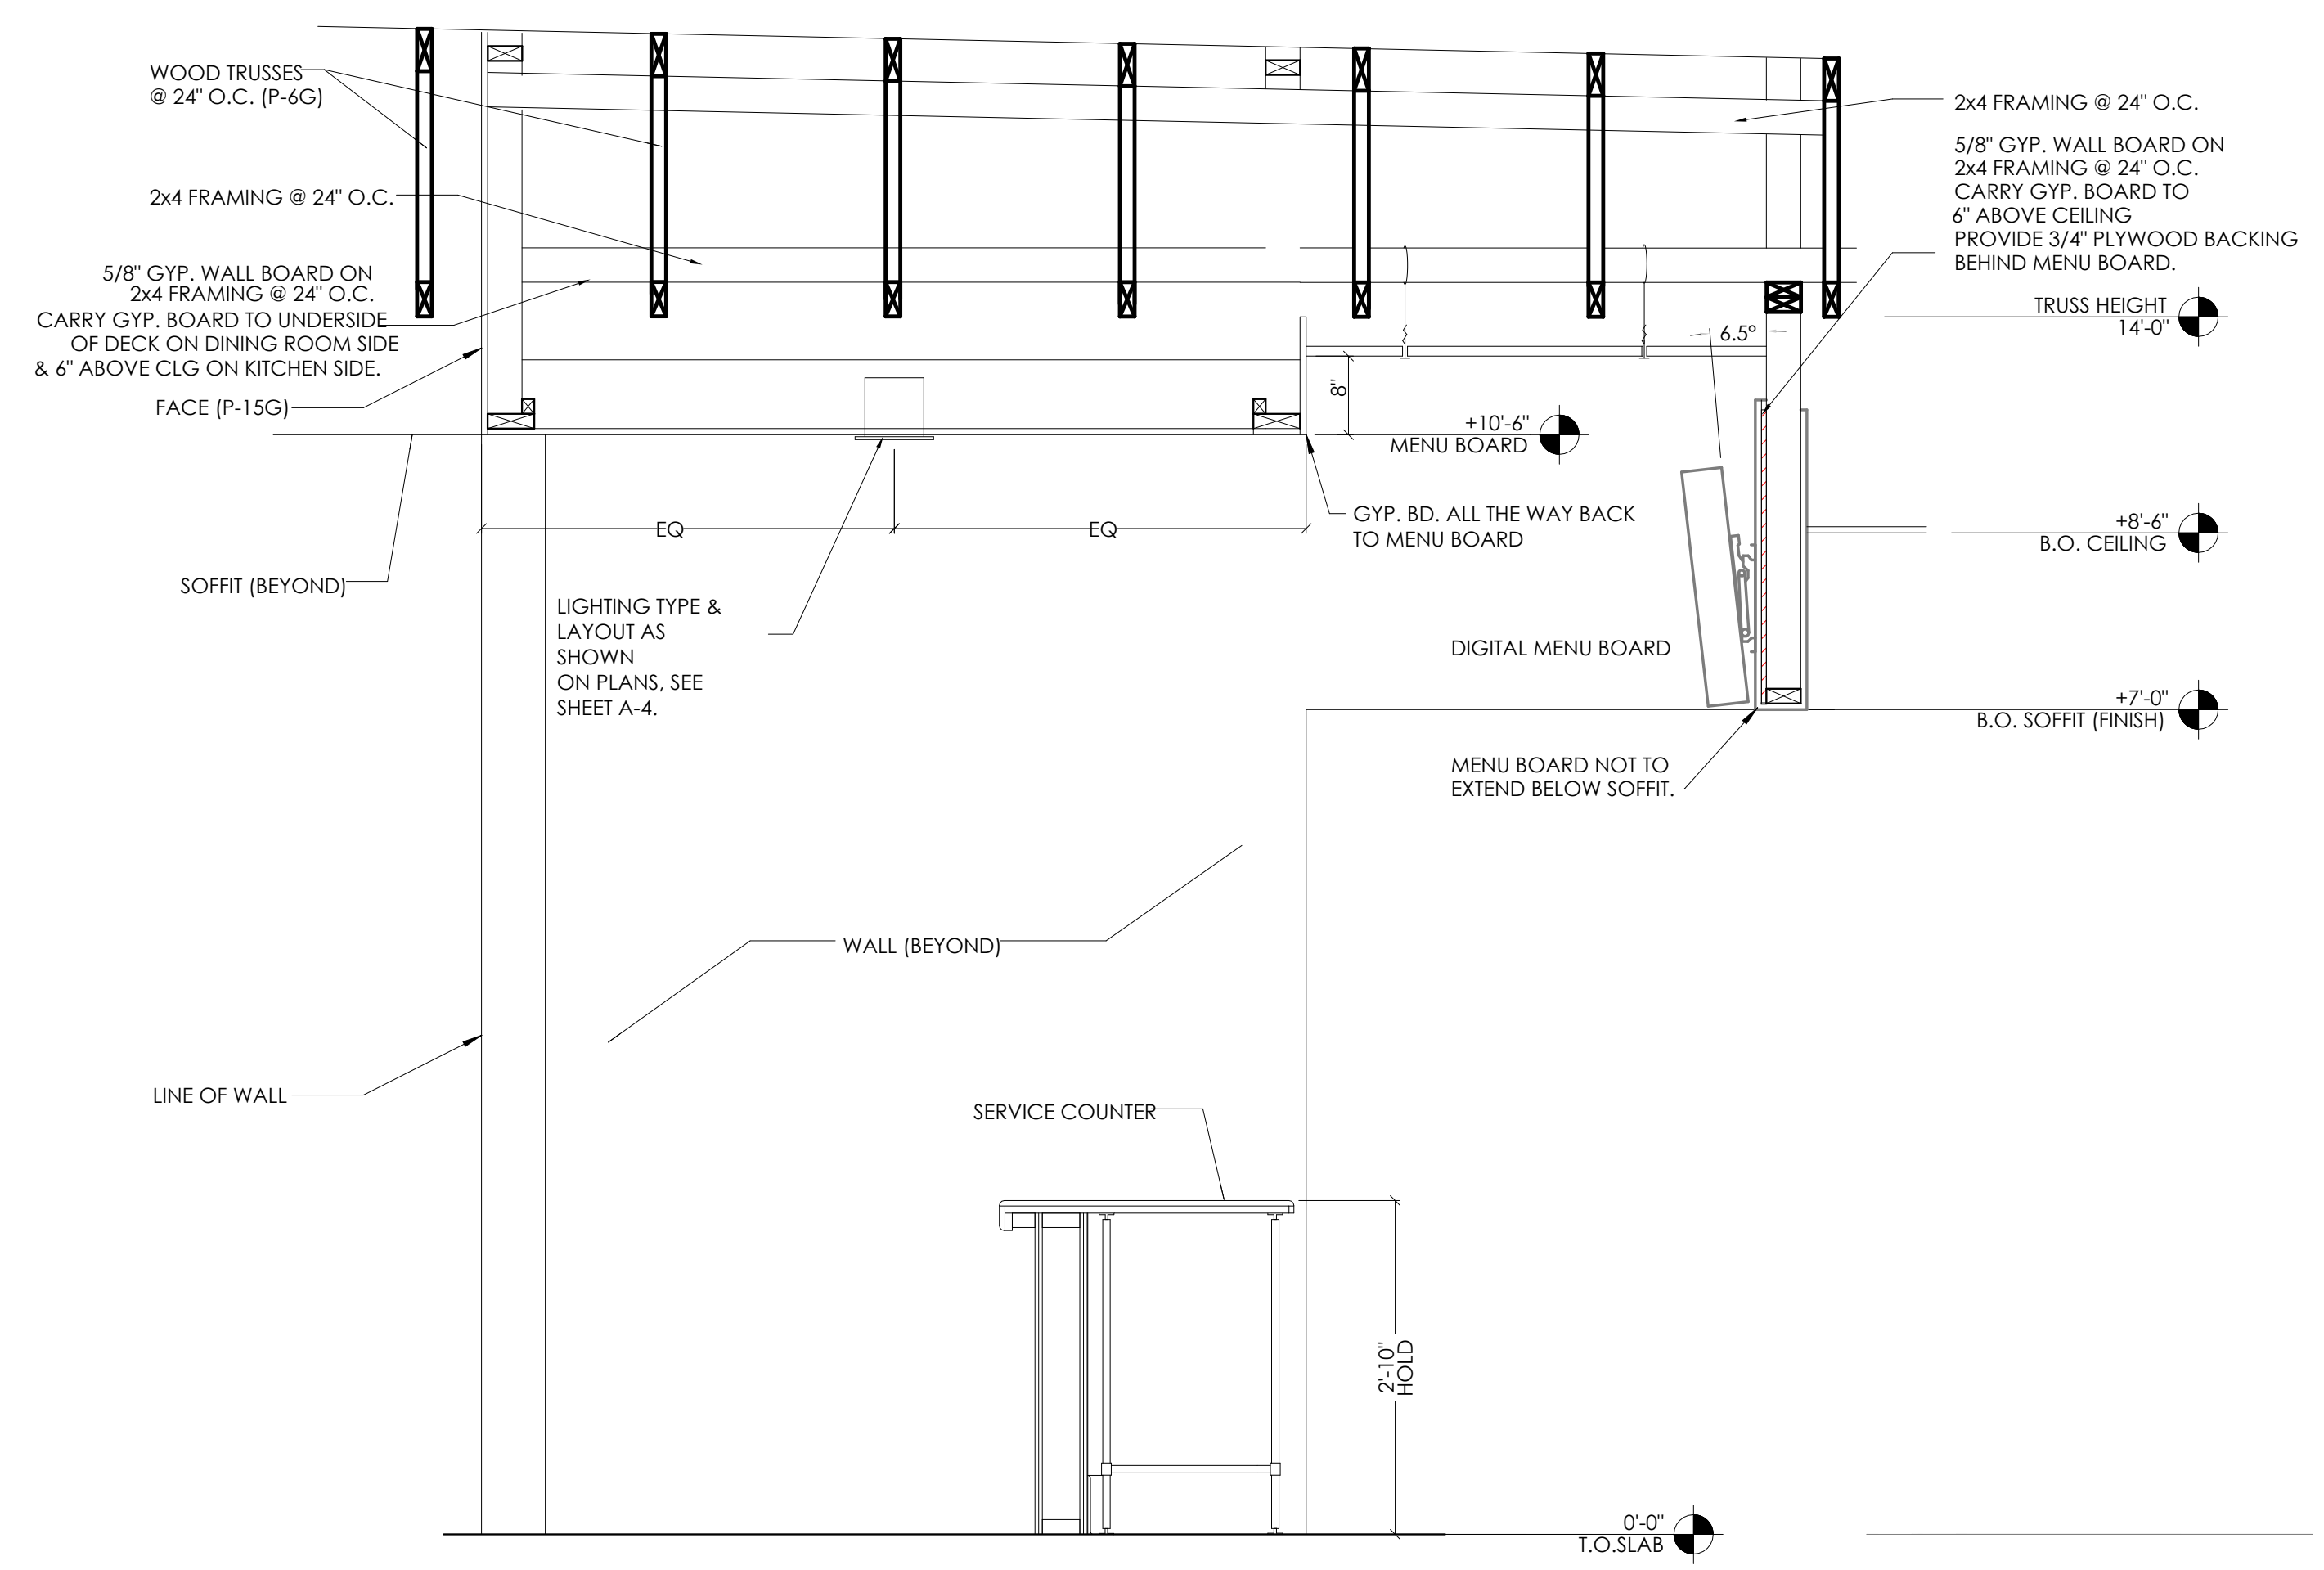 WOOD TRUSSES
@ 24" O.C. (P-6G)
2x4 FRAMING @ 24" O.C.
5/8" GYP. WALL BOARD ON
2x4 FRAMING @ 24" O.C.
CARRY GYP. BOARD TO UNDERSIDE
OF DECK ON DINING ROOM SIDE
& 6" ABOVE CLG ON KITCHEN SIDE.
FACE (P-15G)
SOFFIT (BEYOND)
2x4 FRAMING @ 24" O.C.
5/8" GYP. WALL BOARD ON
2x4 FRAMING @ 24" O.C.
CARRY GYP. BOARD TO
6" ABOVE CEILING
PROVIDE 3/4" PLYWOOD BACKING
BEHIND MENU BOARD.
TRUSS HEIGHT
14'-0"
6.5°
8"
+10'-6"
MENU BOARD
EQ
EQ
GYP. BD. ALL THE WAY BACK
TO MENU BOARD
+8'-6"
B.O. CEILING
LIGHTING TYPE &
LAYOUT AS
SHOWN
ON PLANS, SEE
SHEET A-4.
DIGITAL MENU BOARD
+7'-0"
B.O. SOFFIT (FINISH)
MENU BOARD NOT TO
EXTEND BELOW SOFFIT.
WALL (BEYOND)
LINE OF WALL
SERVICE COUNTER
2'-10"
HOLD
0'-0"
T.O.SLAB